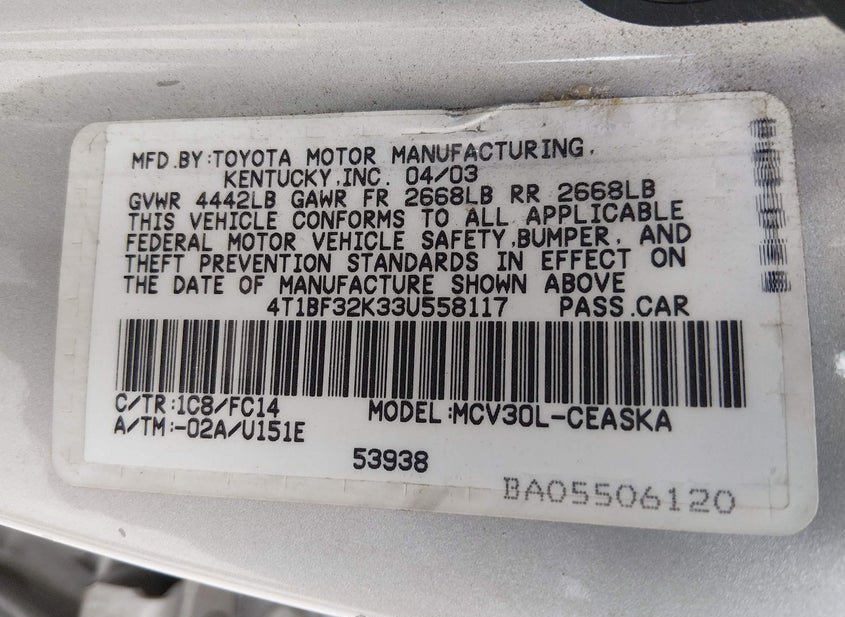 MFD.BY:TOYOTA MOTOR MANUFACTURING,
KENTUCKY,INC. 04/03
GVWR 4442LB GAWR FR 2668LB RR 2668LB
THIS VEHICLE CONFORMS TO ALL APPLICABLE
FEDERAL MOTOR VEHICLE SAFETY,BUMPER, AND
THEFT PREVENTION STANDARDS IN EFFECT ON
THE DATE OF MANUFACTURE SHOWN ABOVE
4T1BF32K33U558117 PASS.CAR
C/TR:1C8/FC14 MODEL:MCV30L-CEASKA
A/TM:-02A/U151E
53938
BA05506120